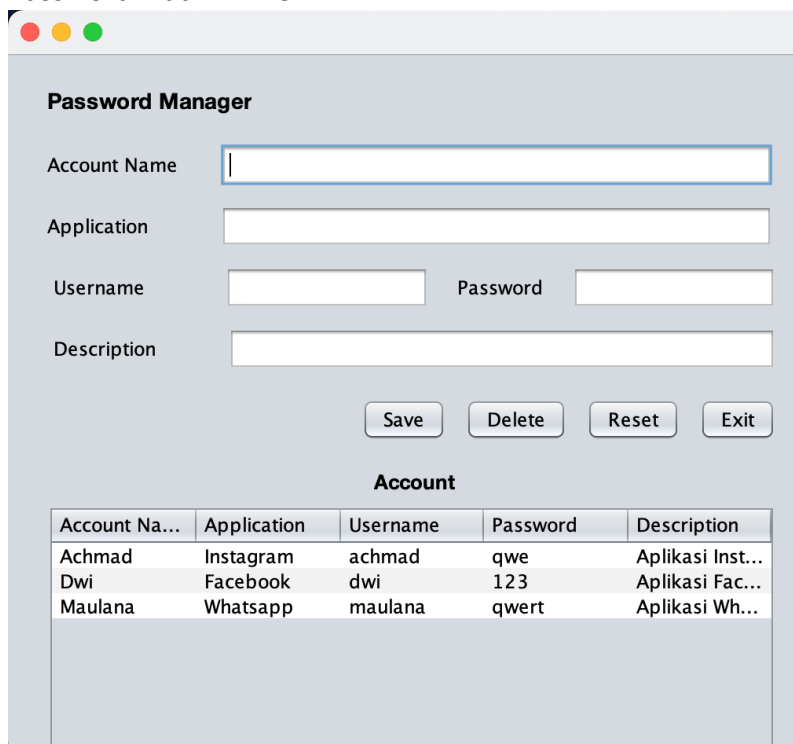 Password Manager
Account Name
Application
Username Password
Description
Save Delete Reset Exit
Account
Account Na... Application Username Password Description
Achmad Instagram achmad qwe Aplikasi Inst...
Dwi Facebook dwi 123 Aplikasi Fac...
Maulana Whatsapp maulana qwert Aplikasi Wh...